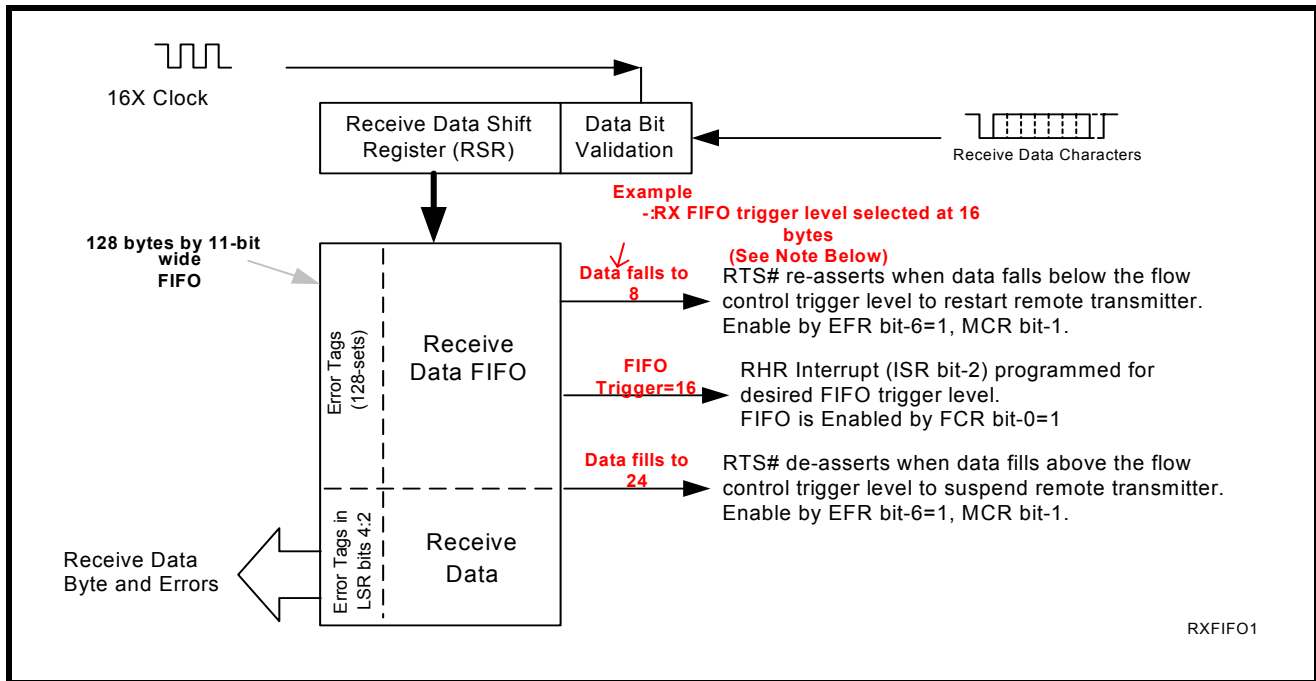 16X Clock
Receive Data Shift
Register (RSR)
Data Bit
Validation
Receive Data Characters
Example
-:RX FIFO trigger level selected at 16
bytes
(See Note Below)
128 bytes by 11-bit
wide
FIFO
Data falls to
8
RTS# re-asserts when data falls below the flow
control trigger level to restart remote transmitter.
Enable by EFR bit-6=1, MCR bit-1.
Error Tags
(128-sets)
Receive
Data FIFO
FIFO
Trigger=16
RHR Interrupt (ISR bit-2) programmed for
desired FIFO trigger level.
FIFO is Enabled by FCR bit-0=1
Data fills to
24
RTS# de-asserts when data fills above the flow
control trigger level to suspend remote transmitter.
Enable by EFR bit-6=1, MCR bit-1.
Error Tags in
LSR bits 4:2
Receive
Data
Receive Data
Byte and Errors
RXFIFO1